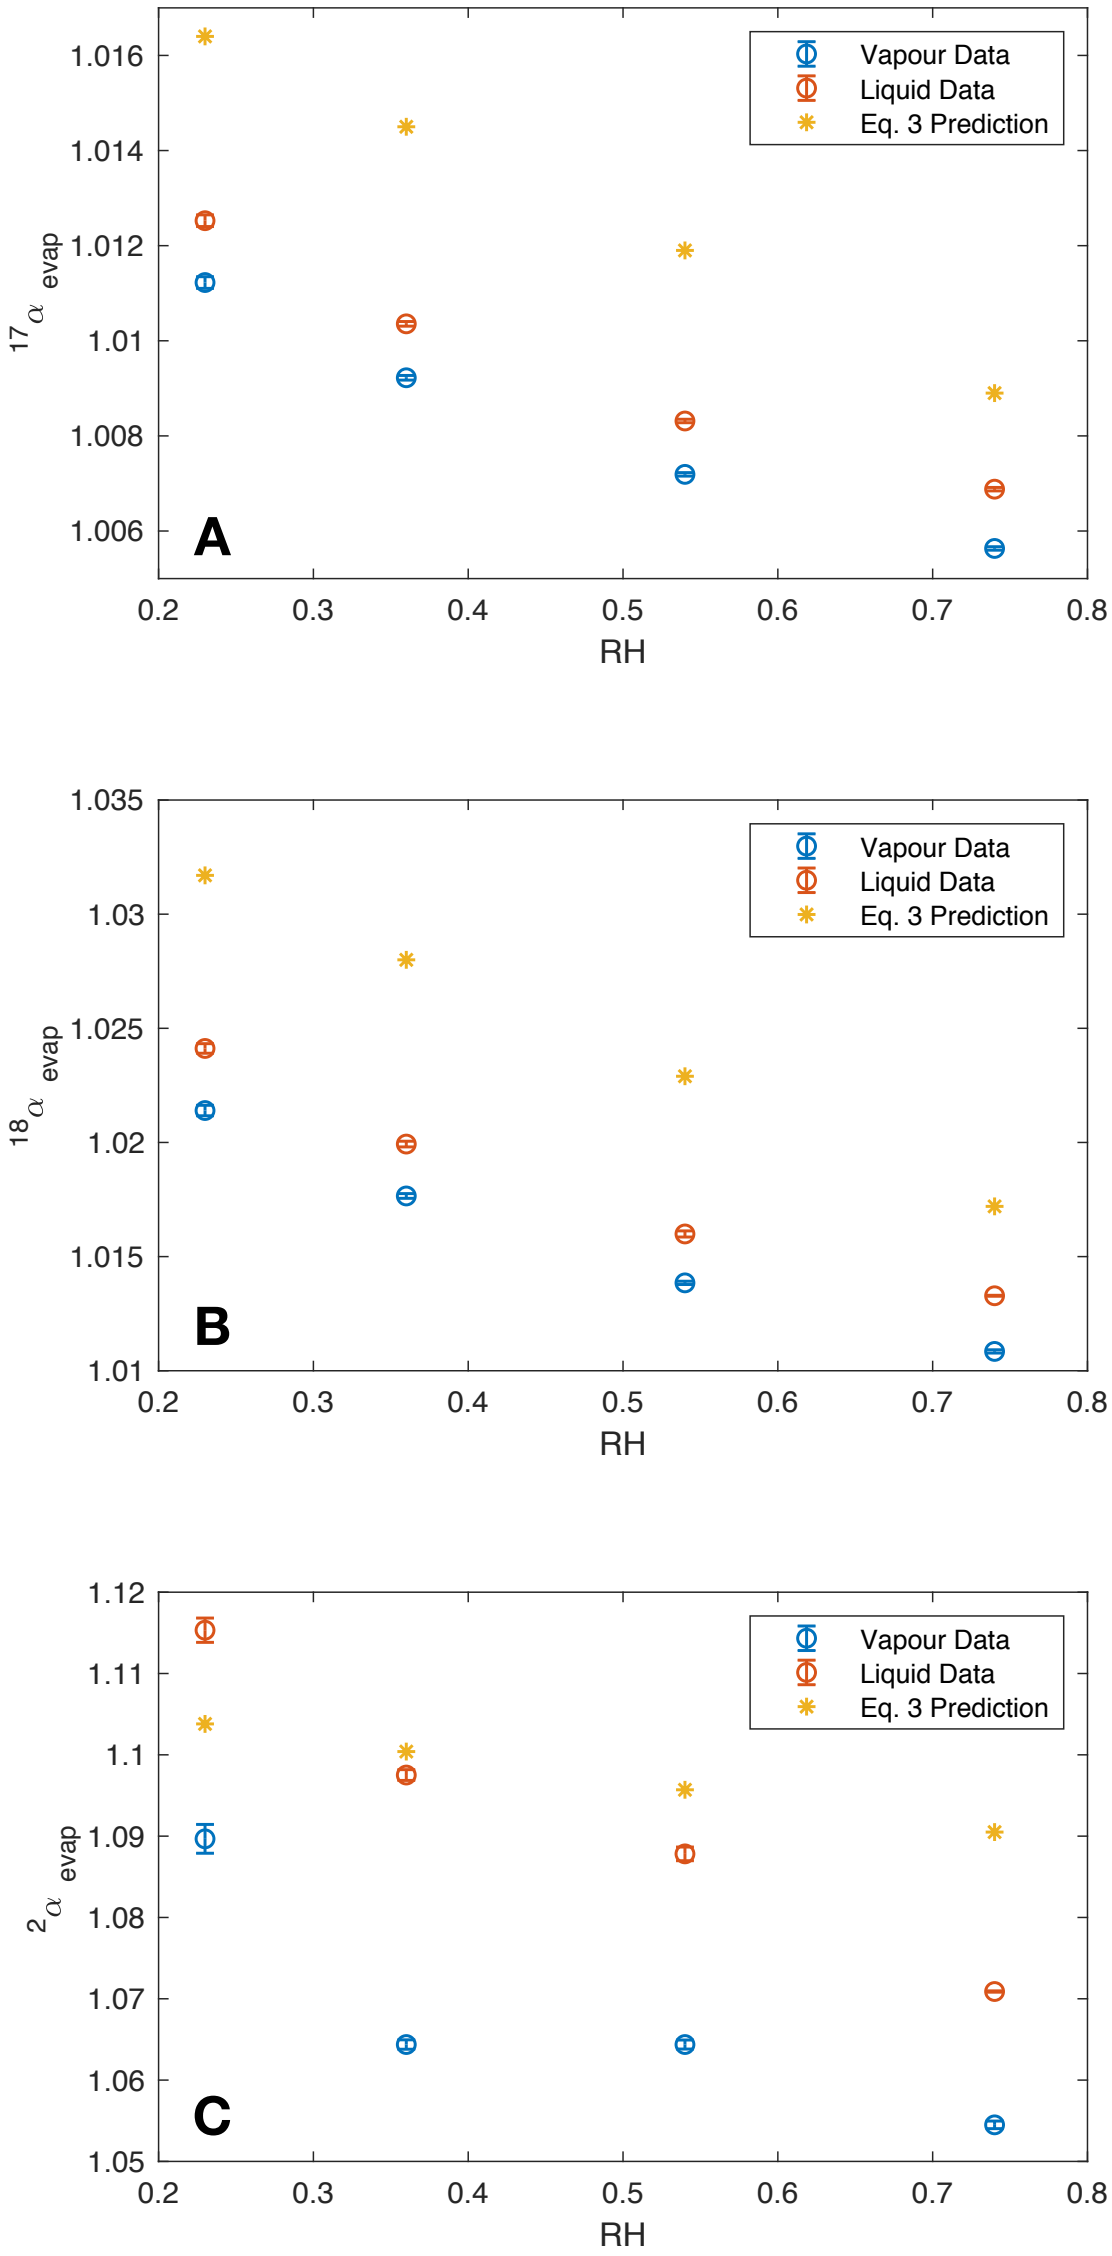 1.016
1.014
1.012
1.01
1.008
1.006
17α evap
Vapour Data
Liquid Data
Eq. 3 Prediction
A
0.2 0.3 0.4 0.5 0.6 0.7 0.8
RH
1.035
1.03
1.025
1.02
1.015
1.01
18α evap
Vapour Data
Liquid Data
Eq. 3 Prediction
B
0.2 0.3 0.4 0.5 0.6 0.7 0.8
RH
1.12
1.11
1.1
1.09
1.08
1.07
1.06
1.05
2α evap
Vapour Data
Liquid Data
Eq. 3 Prediction
C
0.2 0.3 0.4 0.5 0.6 0.7 0.8
RH